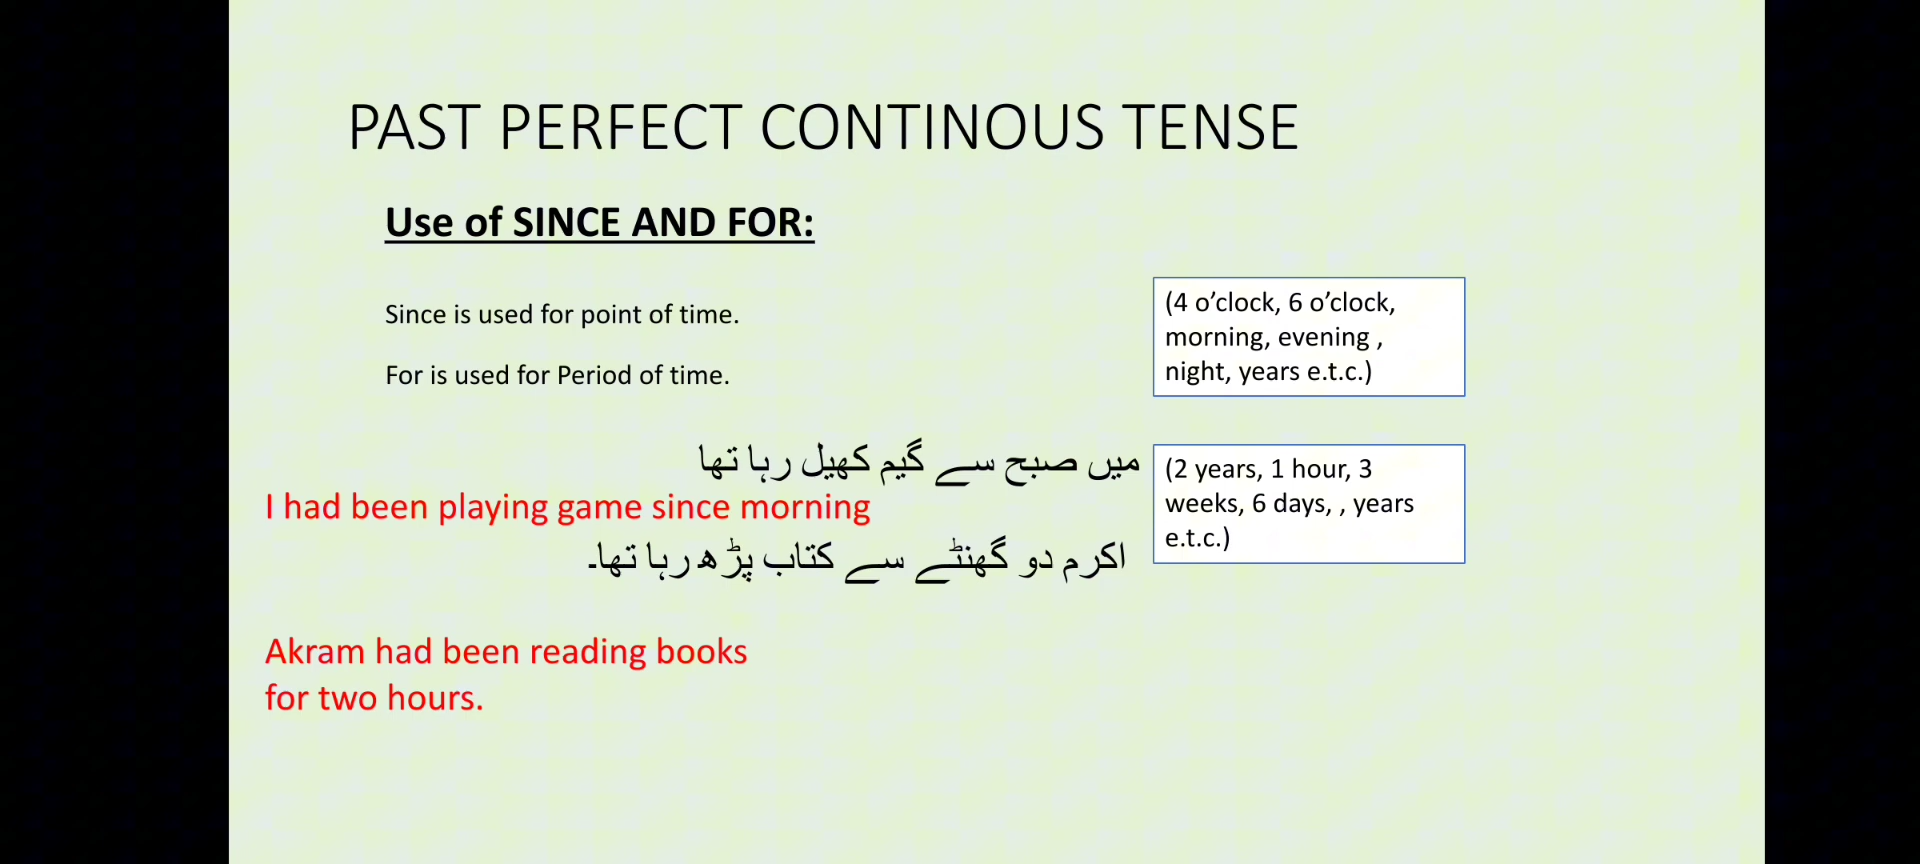 PAST PERFECT CONTINOUS TENSE
Use of SINCE AND FOR:
Since is used for point of time.
For is used for Period of time.
(4 o’clock, 6 o’clock,
morning, evening ,
night, years e.t.c.)
میں صبح سے گیم کھیل رہا تھا
I had been playing game since morning
(2 years, 1 hour, 3
weeks, 6 days, , years
e.t.c.)
اکرم دو گھنٹے سے کتاب پڑھ رہا تھا۔
Akram had been reading books
for two hours.